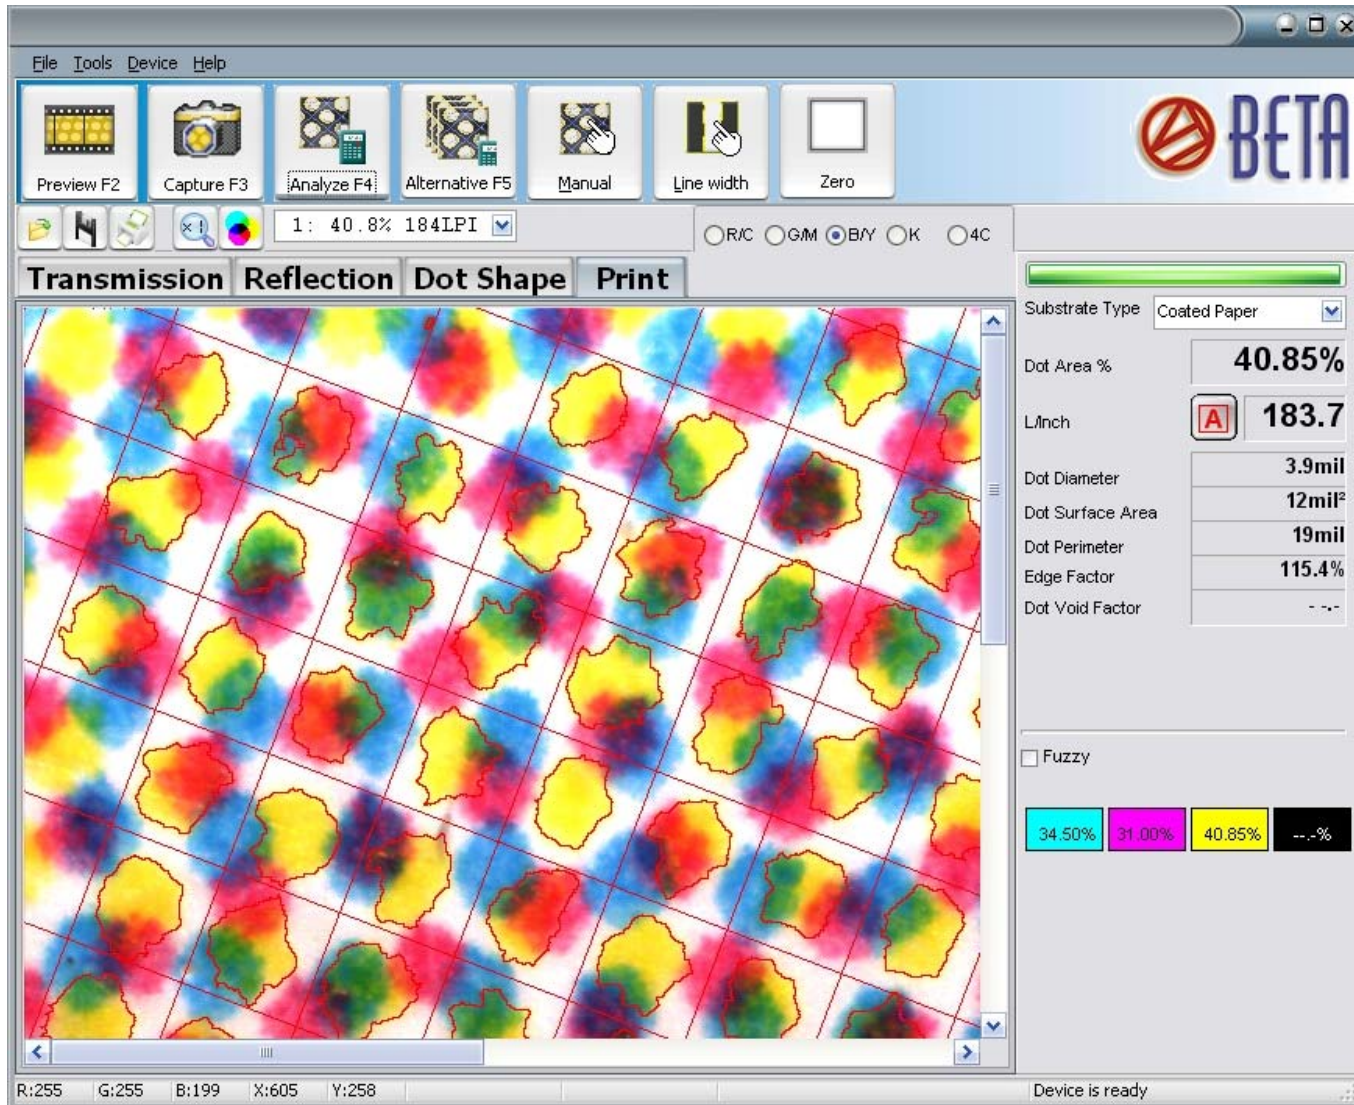 File Tools Device Help
Preview F2 Capture F3 Analyze F4 Alternative F5 Manual Line width Zero
BETA
1: 40.8% 184LPI
R/C G/M B/Y K 4C
Transmission Reflection Dot Shape Print
Substrate Type Coated Paper
Dot Area % 40.85%
L/Inch A 183.7
Dot Diameter 3.9mil
Dot Surface Area 12mil²
Dot Perimeter 19mil
Edge Factor 115.4%
Dot Void Factor - -.-
Fuzzy
34.50% 31.00% 40.85% --.-%
R:255 G:255 B:199 X:605 Y:258 Device is ready